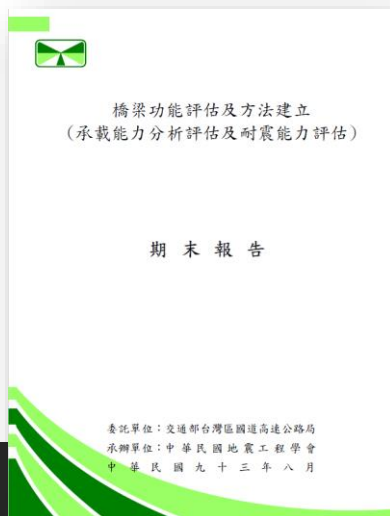 橋梁功能評估及方法建立
(承載能力分析評估及耐震能力評估)
期末報告
委託單位：交通部台灣區國道高速公路局
承辦單位：中華民國地震工程學會
中華民國九十三年八月